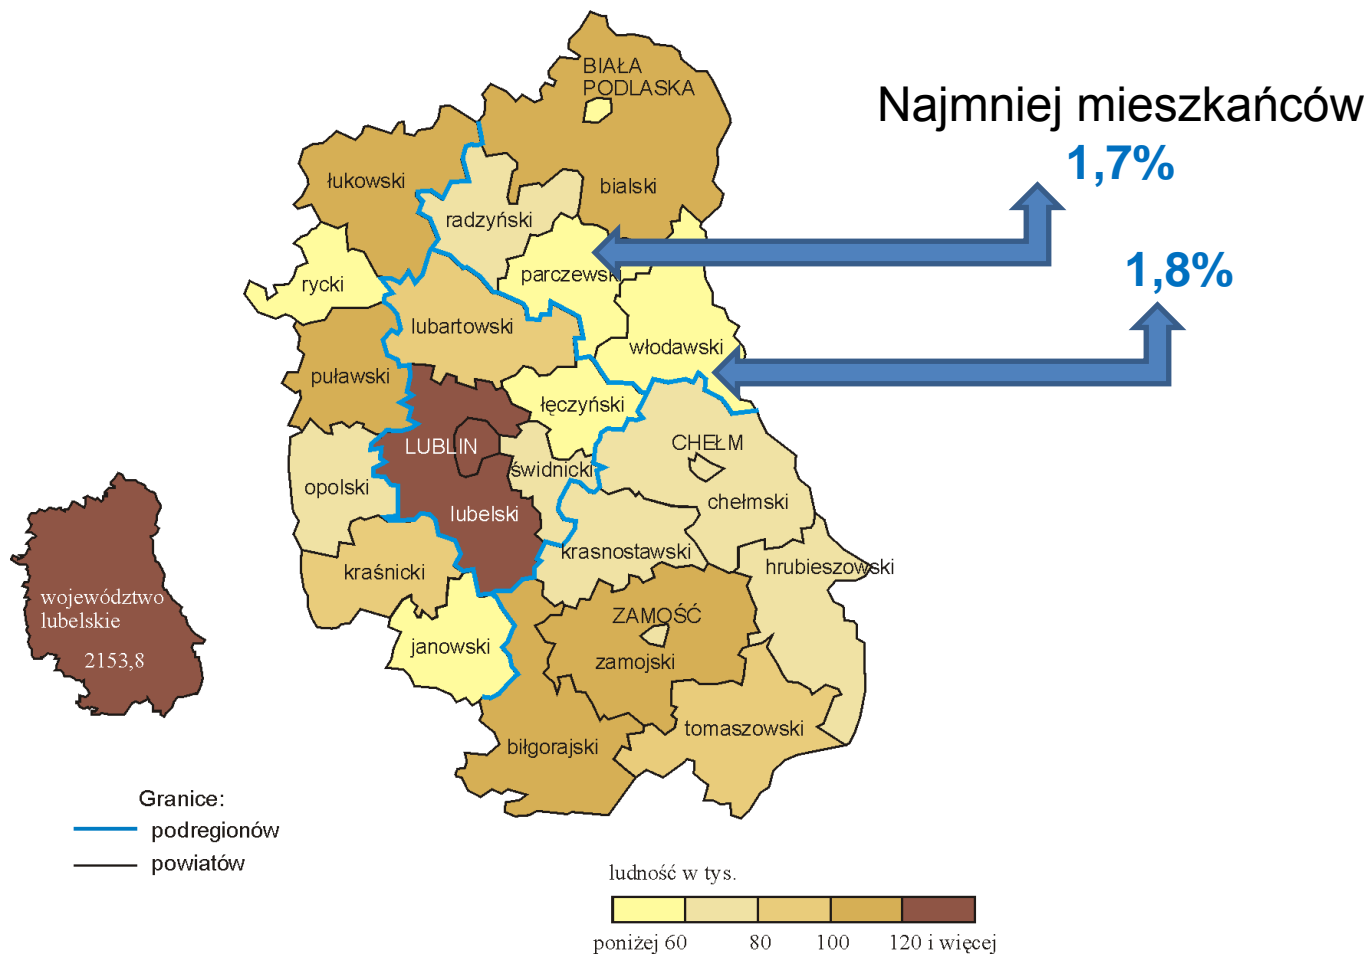 Najmniej mieszkańców
1,7%
1,8%
BIAŁA
PODLASKA
łukowski
bialski
radzyński
rycki
parczewski
lubartowski
włodawski
puławski
łęczyński
LUBLIN
CHEŁM
świdnicki
opolski
chełmski
lubelski
krasnostawski
hrubieszowski
kraśnicki
ZAMOŚĆ
janowski
zamojski
tomaszowski
biłgorajski
województwo
lubelskie
2153,8
Granice:
podregionów
powiatów
ludność w tys.
poniżej 60 80 100 120 i więcej